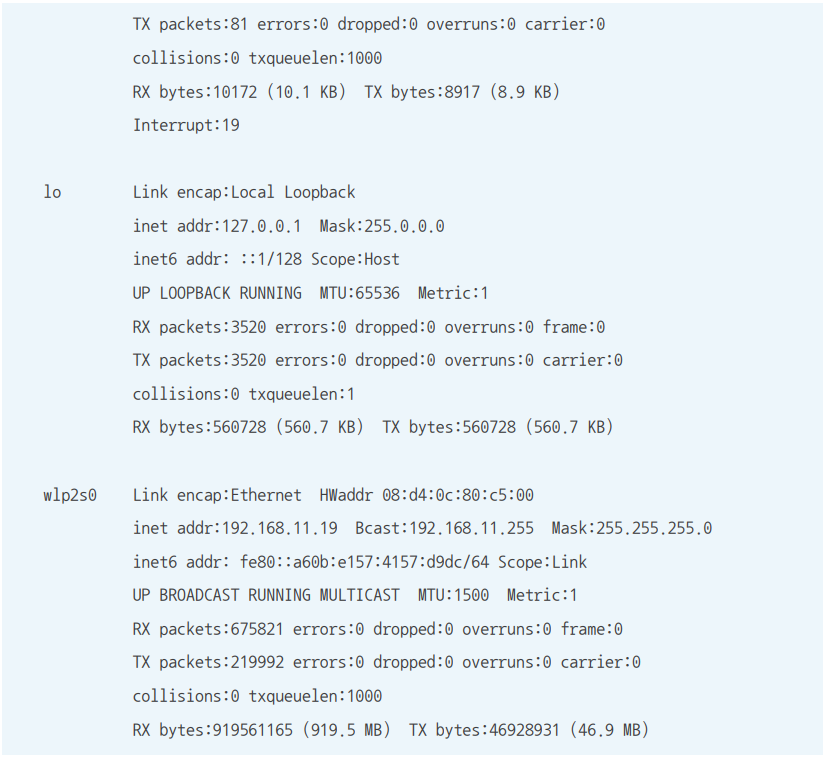 TX packets:81 errors:0 dropped:0 overruns:0 carrier:0
collisions:0 txqueuelen:1000
RX bytes:10172 (10.1 KB)  TX bytes:8917 (8.9 KB)
Interrupt:19
lo        Link encap:Local Loopback
inet addr:127.0.0.1  Mask:255.0.0.0
inet6 addr: ::1/128 Scope:Host
UP LOOPBACK RUNNING  MTU:65536  Metric:1
RX packets:3520 errors:0 dropped:0 overruns:0 frame:0
TX packets:3520 errors:0 dropped:0 overruns:0 carrier:0
collisions:0 txqueuelen:1
RX bytes:560728 (560.7 KB)  TX bytes:560728 (560.7 KB)
wlp2s0    Link encap:Ethernet  HWaddr 08:d4:0c:80:c5:00
inet addr:192.168.11.19  Bcast:192.168.11.255  Mask:255.255.255.0
inet6 addr: fe80::a60b:e157:4157:d9dc/64 Scope:Link
UP BROADCAST RUNNING MULTICAST  MTU:1500  Metric:1
RX packets:675821 errors:0 dropped:0 overruns:0 frame:0
TX packets:219992 errors:0 dropped:0 overruns:0 carrier:0
collisions:0 txqueuelen:1000
RX bytes:919561165 (919.5 MB)  TX bytes:46928931 (46.9 MB)